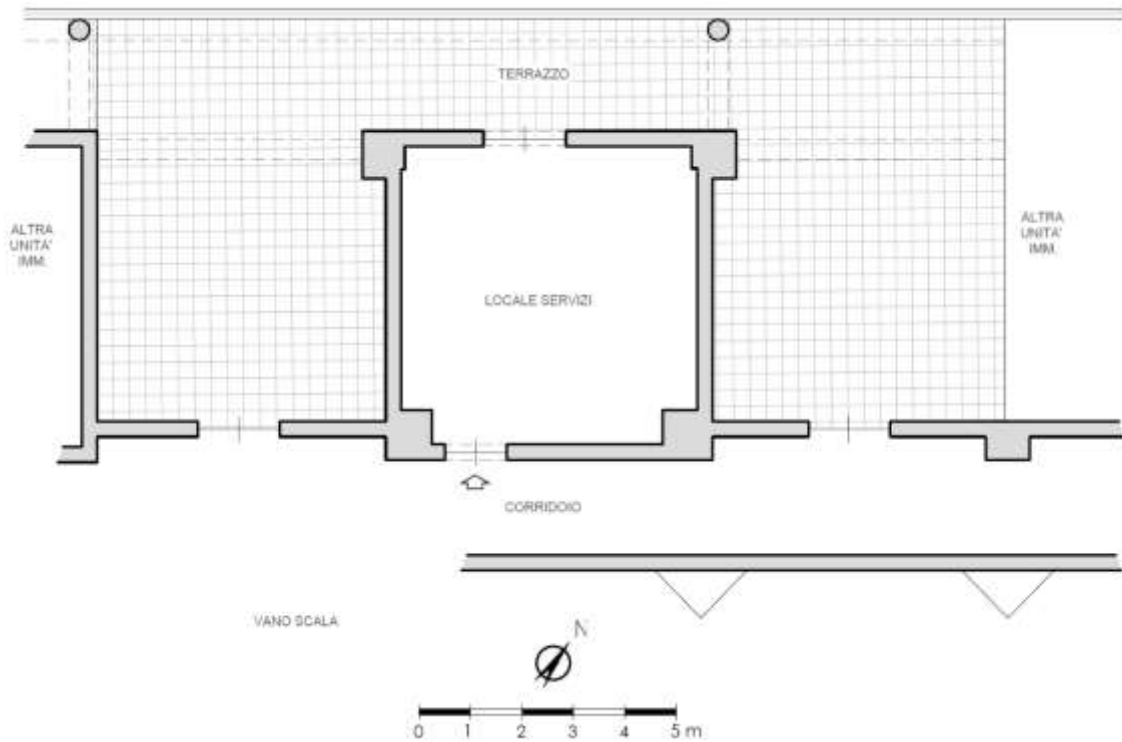 TERRAZZO
ALTRA
UNITA'
IMM.
ALTRA
UNITA'
IMM.
LOCALE SERVIZI
CORRIDOIO
VANO SCALA
N
0 1 2 3 4 5 m